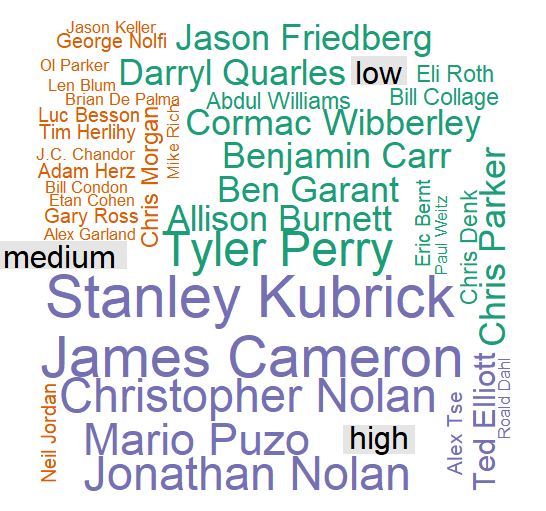 Jason Keller
George Nolfi
Jason Friedberg
Ol Parker
Darryl Quarles
low
Eli Roth
Len Blum
Brian De Palma
Abdul Williams
Bill Collage
Luc Besson
Tim Herlihy
Chris Morgan
Mike Rich
Cormac Wibberley
J.C. Chandor
Benjamin Carr
Adam Herz
Bill Condon
Ben Garant
Etan Cohen
Gary Ross
Allison Burnett
Eric Bernt
Paul Weitz
Chris Denk
Chris Parker
Alex Garland
Tyler Perry
medium
Stanley Kubrick
James Cameron
Christopher Nolan
Neil Jordan
Mario Puzo
high
Alex Tse
Ted Elliott
Roald Dahl
Jonathan Nolan